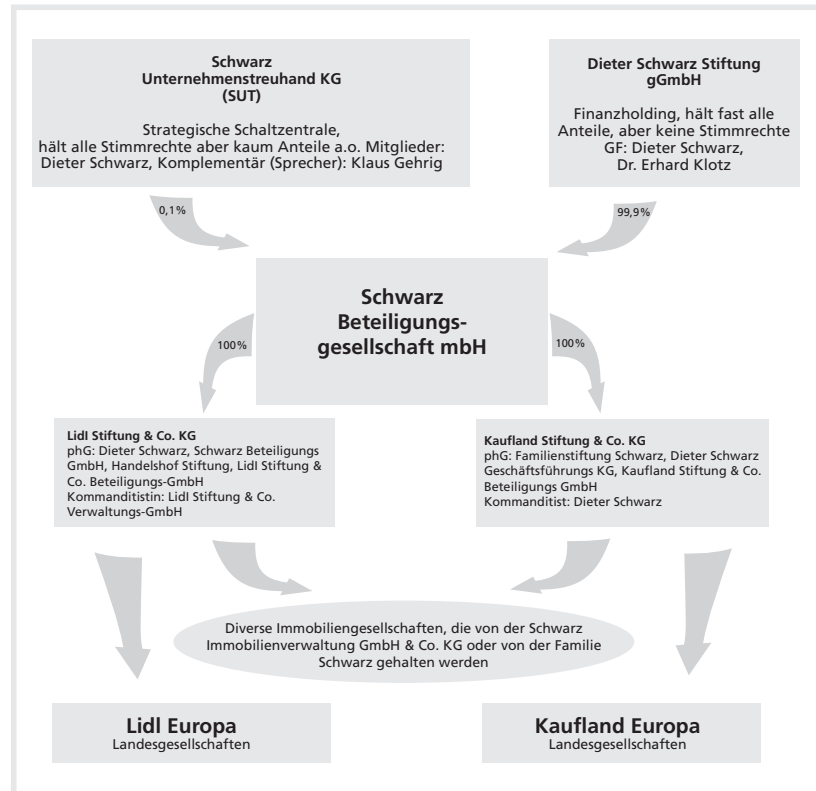 Schwarz
Unternehmenstreuhand KG
(SUT)
Strategische Schaltzentrale,
hält alle Stimmrechte aber kaum Anteile a.o. Mitglieder:
Dieter Schwarz, Komplementär (Sprecher): Klaus Gehrig
Dieter Schwarz Stiftung
gGmbH
Finanzholding, hält fast alle
Anteile, aber keine Stimmrechte
GF: Dieter Schwarz,
Dr. Erhard Klotz
0,1%
99,9%
Schwarz
Beteiligungs-
gesellschaft mbH
100%
100%
Lidl Stiftung & Co. KG
phG: Dieter Schwarz, Schwarz Beteiligungs
GmbH, Handelshof Stiftung, Lidl Stiftung &
Co. Beteiligungs-GmbH
Kommanditistin: Lidl Stiftung & Co.
Verwaltungs-GmbH
Kaufland Stiftung & Co. KG
phG: Familienstiftung Schwarz, Dieter Schwarz
Geschäftsführungs KG, Kaufland Stiftung & Co.
Beteiligungs GmbH
Kommanditist: Dieter Schwarz
Diverse Immobiliengesellschaften, die von der Schwarz
Immobilienverwaltung GmbH & Co. KG oder von der Familie
Schwarz gehalten werden
Lidl Europa
Landesgesellschaften
Kaufland Europa
Landesgesellschaften